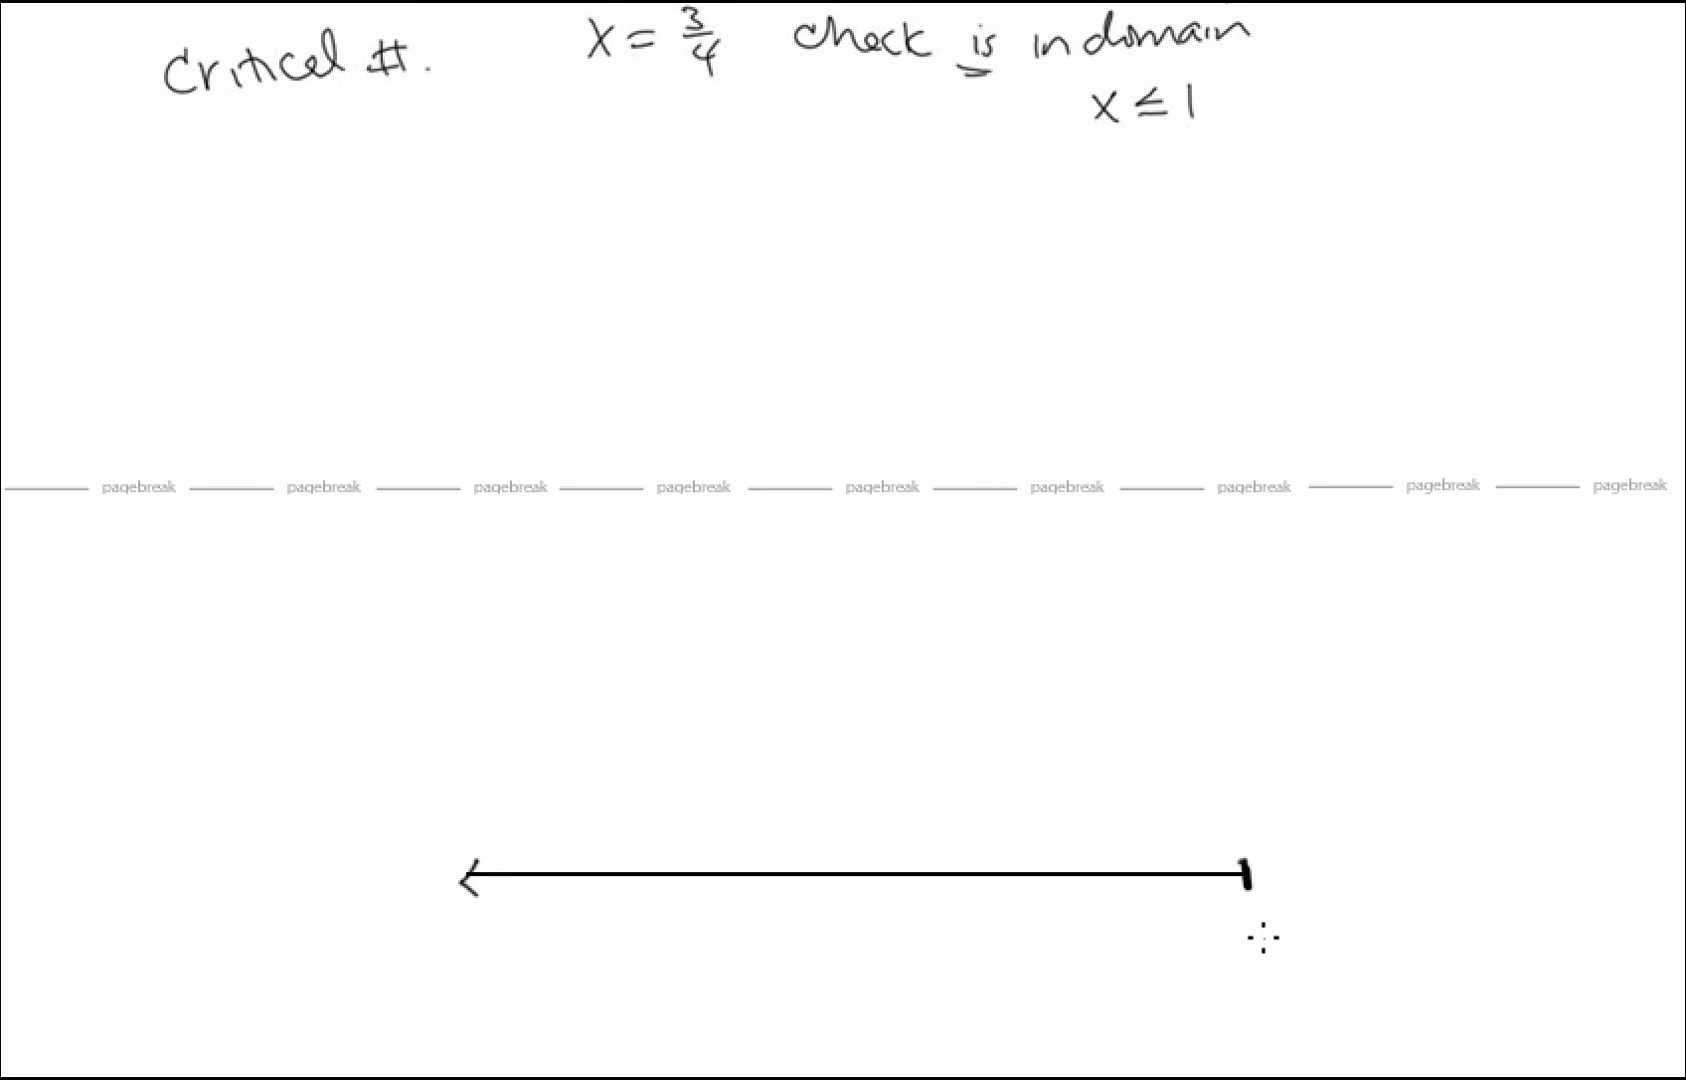 Critical #. x = 3/4 check is in domain
x ≤ 1
pagebreak pagebreak pagebreak pagebreak pagebreak pagebreak pagebreak pagebreak pagebreak